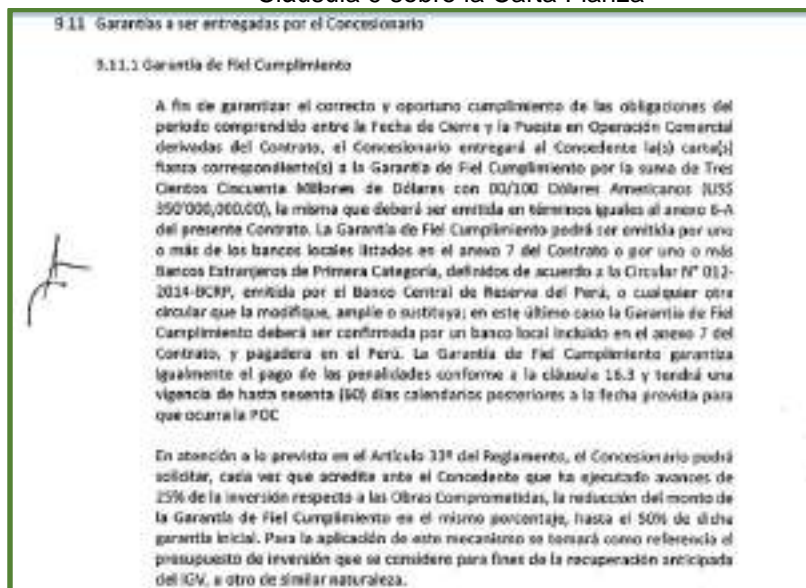 Cláusula 6 sobre la Carta Fianza
9.11 Garantías a ser entregadas por el Concesionario
9.11.1 Garantía de Fiel Cumplimiento
A fin de garantizar el correcto y oportuno cumplimiento de las obligaciones del
periodo comprendido entre la Fecha de Cierre y la Puesta en Operación Comercial
derivadas del Contrato, el Concesionario entregará al Concedente la(s) carta(s)
fianza correspondiente(s) a la Garantía de Fiel Cumplimiento por la suma de Tres
Cientos Cincuenta Millones de Dólares con 00/100 Dólares Americanos (US$
350'000,000.00), la misma que deberá ser emitida en términos iguales al anexo 6-A
del presente Contrato. La Garantía de Fiel Cumplimiento podrá ser emitida por uno
o más de los bancos locales listados en el anexo 7 del Contrato o por uno o más
Bancos Extranjeros de Primera Categoría, definidos de acuerdo a la Circular N° 012-
2014-BCRP, emitida por el Banco Central de Reserva del Perú, o cualquier otra
circular que la modifique, amplíe o sustituya; en este último caso la Garantía de Fiel
Cumplimiento deberá ser confirmada por un banco local incluido en el anexo 7 del
Contrato, y pagadera en el Perú. La Garantía de Fiel Cumplimiento garantiza
igualmente el pago de las penalidades conforme a la cláusula 16.3 y tendrá una
vigencia de hasta sesenta (60) días calendarios posteriores a la fecha prevista para
que ocurra la POC
En atención a lo previsto en el Artículo 33° del Reglamento, el Concesionario podrá
solicitar, cada vez que acredite ante el Concedente que ha ejecutado avances de
25% de la inversión respecto a las Obras Comprometidas, la reducción del monto de
la Garantía de Fiel Cumplimiento en el mismo porcentaje, hasta el 50% de dicha
garantía inicial. Para la aplicación de este mecanismo se tomará como referencia el
presupuesto de inversión que se considere para fines de la recuperación anticipada
del IGV, u otro de similar naturaleza.